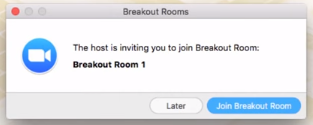 Breakout Rooms
The host is inviting you to join Breakout Room:
Breakout Room 1
Later
Join Breakout Room